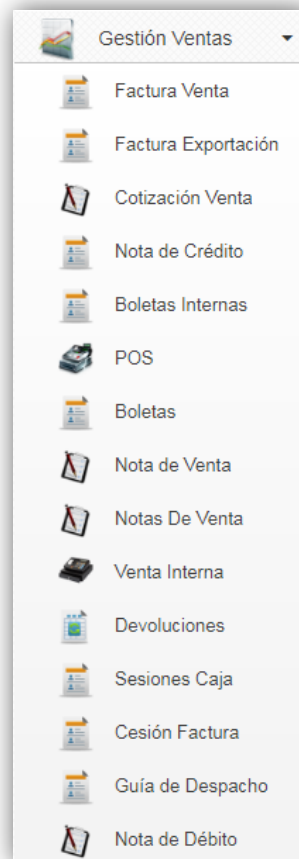 Gestión Ventas
Factura Venta
Factura Exportación
Cotización Venta
Nota de Crédito
Boletas Internas
POS
Boletas
Nota de Venta
Notas De Venta
Venta Interna
Devoluciones
Sesiones Caja
Cesión Factura
Guía de Despacho
Nota de Débito